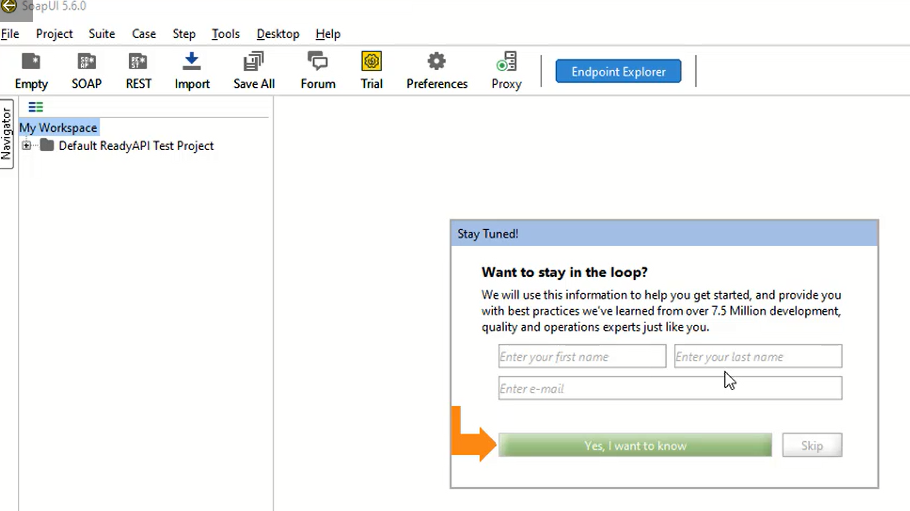 SoapUI 5.6.0
File Project Suite Case Step Tools Desktop Help
Empty SOAP REST Import Save All Forum Trial Preferences Proxy Endpoint Explorer
Navigator
My Workspace
Default ReadyAPI Test Project
Stay Tuned!
Want to stay in the loop?
We will use this information to help you get started, and provide you
with best practices we've learned from over 7.5 Million development,
quality and operations experts just like you.
Enter your first name Enter your last name
Enter e-mail
Yes, I want to know Skip